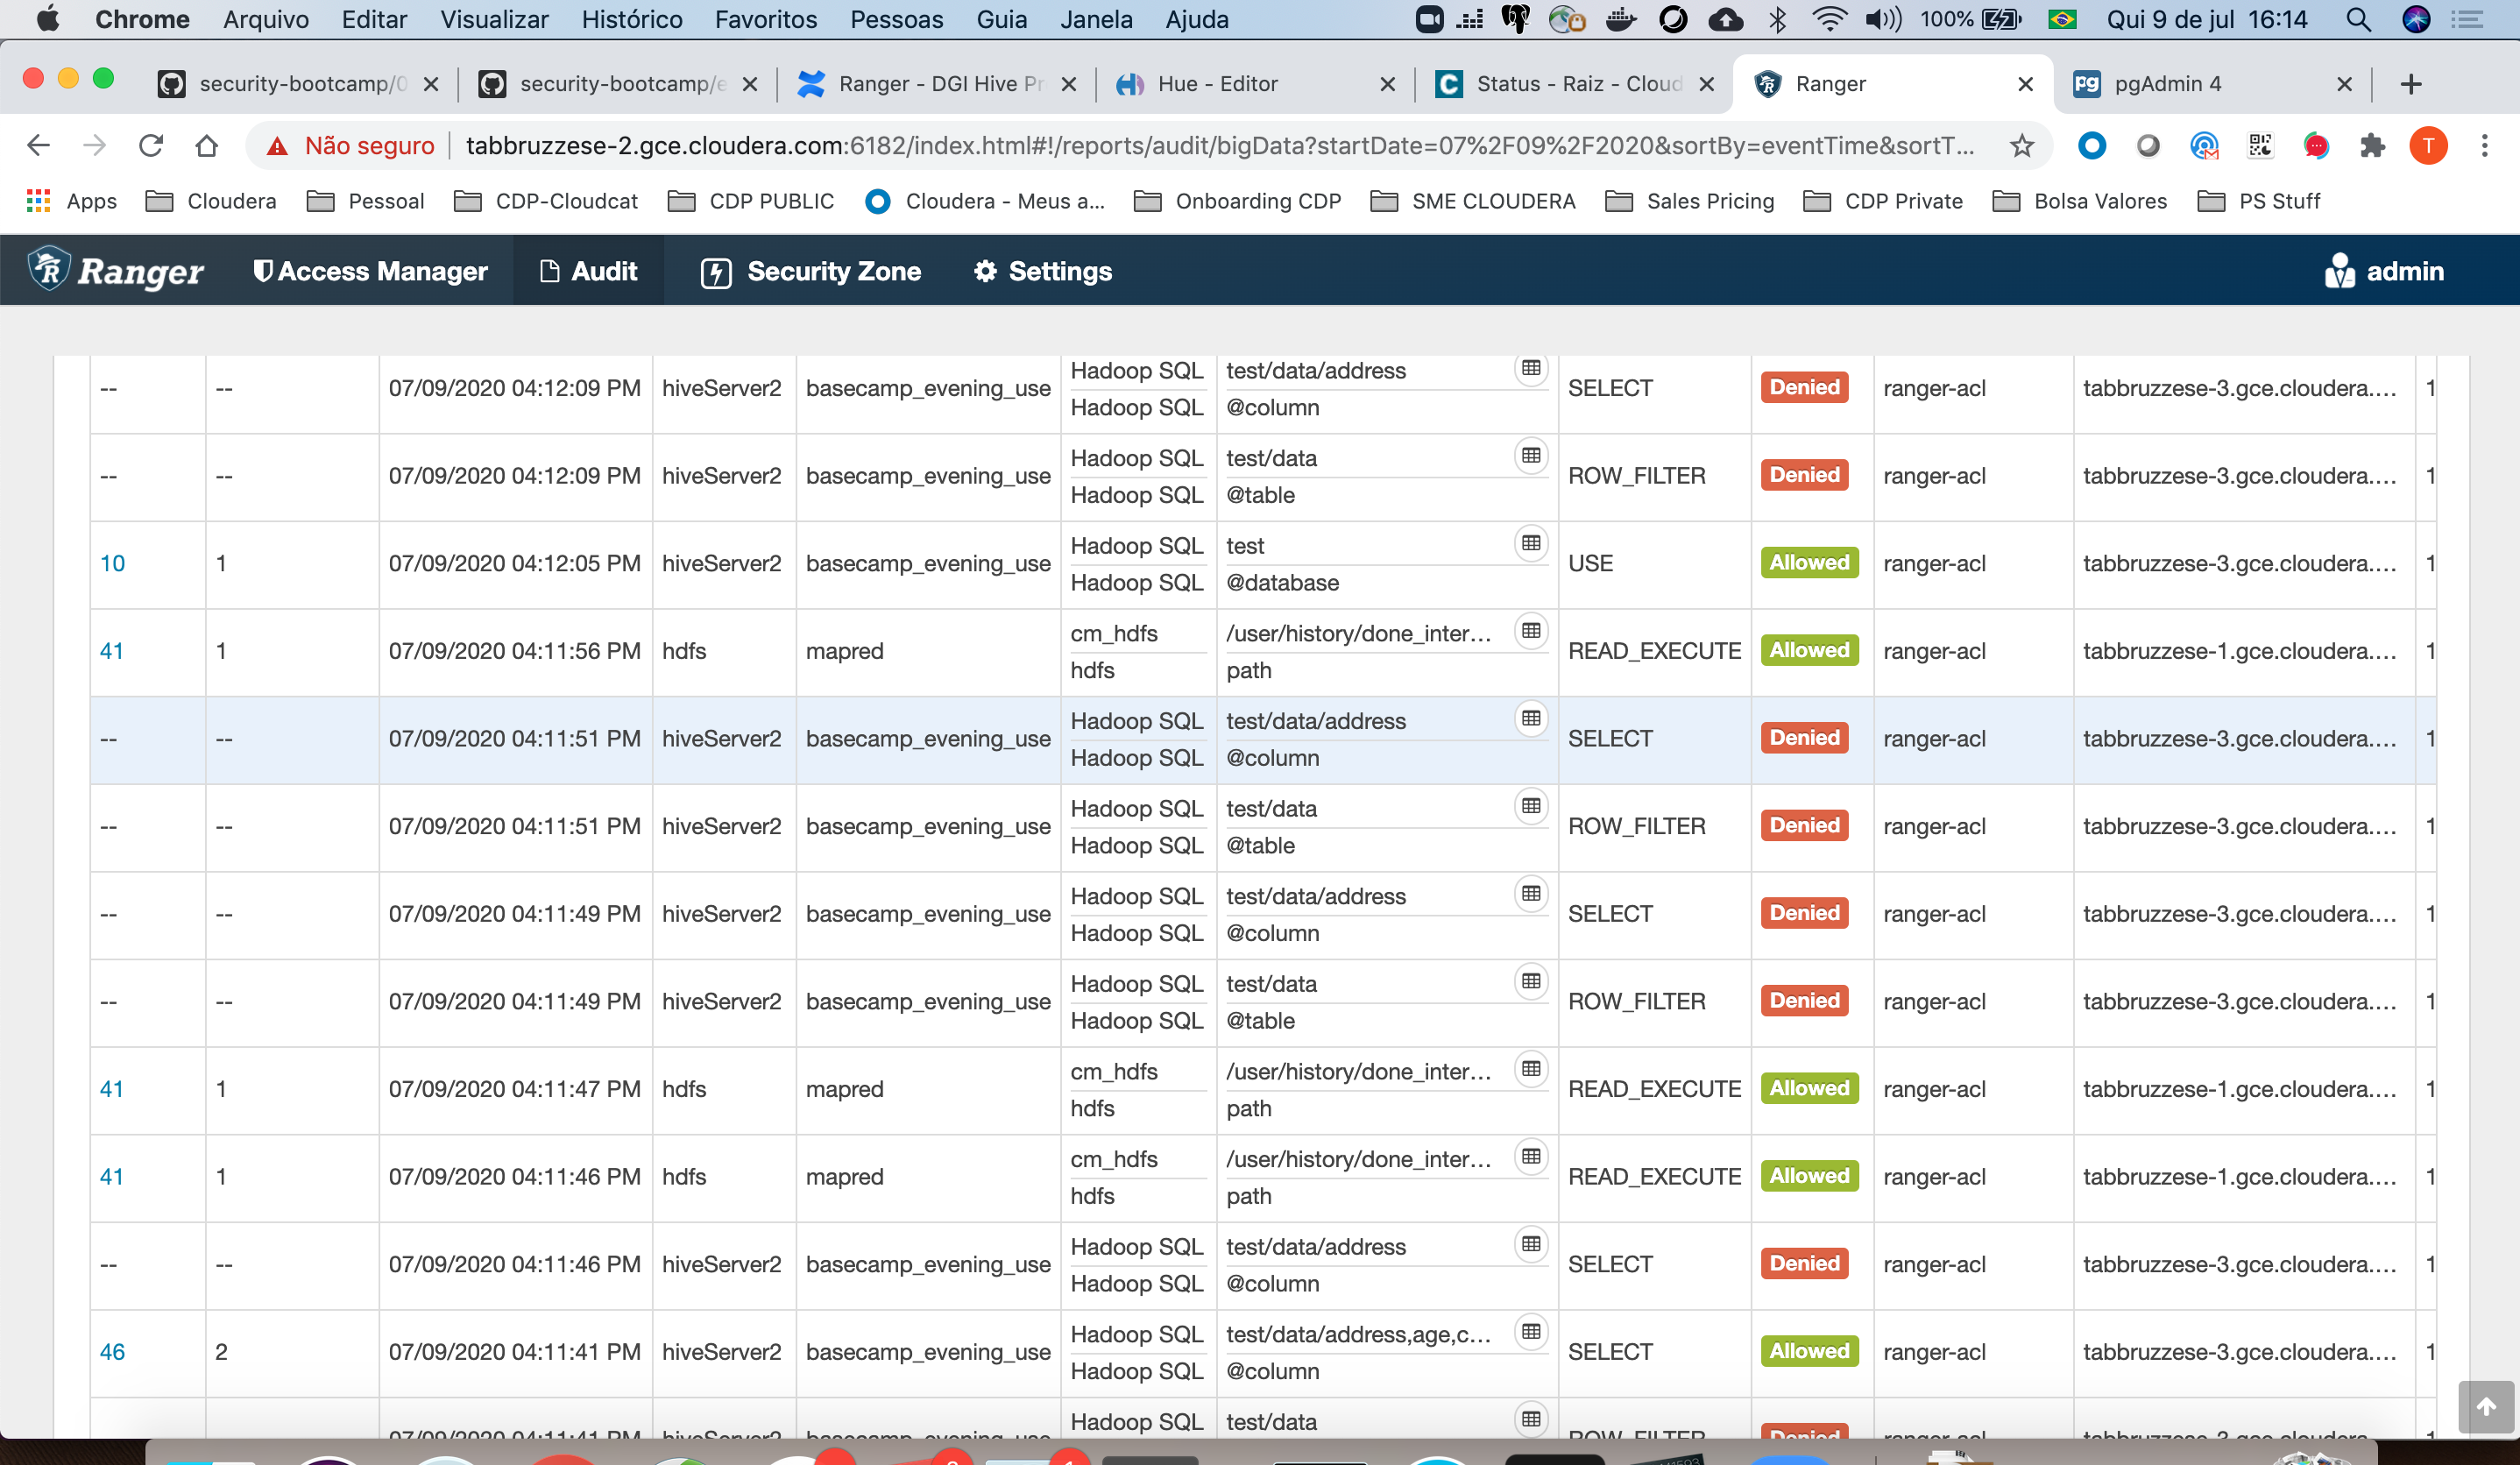 Chrome Arquivo Editar Visualizar Histórico Favoritos Pessoas Guia Janela Ajuda 100% Qui 9 de jul 16:14
security-bootcamp/0 security-bootcamp/e Ranger - DGI Hive Pr Hue - Editor Status - Raiz - Cloud Ranger pgAdmin 4
Não seguro tabbruzzese-2.gce.cloudera.com:6182/index.html#!/reports/audit/bigData?startDate=07%2F09%2F2020&sortBy=eventTime&sortT... T
Apps Cloudera Pessoal CDP-Cloudcat CDP PUBLIC Cloudera - Meus a... Onboarding CDP SME CLOUDERA Sales Pricing CDP Private Bolsa Valores PS Stuff
Ranger Access Manager Audit Security Zone Settings admin
Hadoop SQL test/data/address
-- -- 07/09/2020 04:12:09 PM hiveServer2 basecamp_evening_use SELECT Denied ranger-acl tabbruzzese-3.gce.cloudera.... 1
Hadoop SQL @column
Hadoop SQL test/data
-- -- 07/09/2020 04:12:09 PM hiveServer2 basecamp_evening_use ROW_FILTER Denied ranger-acl tabbruzzese-3.gce.cloudera.... 1
Hadoop SQL @table
Hadoop SQL test
10 1 07/09/2020 04:12:05 PM hiveServer2 basecamp_evening_use USE Allowed ranger-acl tabbruzzese-3.gce.cloudera.... 1
Hadoop SQL @database
cm_hdfs /user/history/done_inter...
41 1 07/09/2020 04:11:56 PM hdfs mapred READ_EXECUTE Allowed ranger-acl tabbruzzese-1.gce.cloudera.... 1
hdfs path
Hadoop SQL test/data/address
-- -- 07/09/2020 04:11:51 PM hiveServer2 basecamp_evening_use SELECT Denied ranger-acl tabbruzzese-3.gce.cloudera.... 1
Hadoop SQL @column
Hadoop SQL test/data
-- -- 07/09/2020 04:11:51 PM hiveServer2 basecamp_evening_use ROW_FILTER Denied ranger-acl tabbruzzese-3.gce.cloudera.... 1
Hadoop SQL @table
Hadoop SQL test/data/address
-- -- 07/09/2020 04:11:49 PM hiveServer2 basecamp_evening_use SELECT Denied ranger-acl tabbruzzese-3.gce.cloudera.... 1
Hadoop SQL @column
Hadoop SQL test/data
-- -- 07/09/2020 04:11:49 PM hiveServer2 basecamp_evening_use ROW_FILTER Denied ranger-acl tabbruzzese-3.gce.cloudera.... 1
Hadoop SQL @table
cm_hdfs /user/history/done_inter...
41 1 07/09/2020 04:11:47 PM hdfs mapred READ_EXECUTE Allowed ranger-acl tabbruzzese-1.gce.cloudera.... 1
hdfs path
cm_hdfs /user/history/done_inter...
41 1 07/09/2020 04:11:46 PM hdfs mapred READ_EXECUTE Allowed ranger-acl tabbruzzese-1.gce.cloudera.... 1
hdfs path
Hadoop SQL test/data/address
-- -- 07/09/2020 04:11:46 PM hiveServer2 basecamp_evening_use SELECT Denied ranger-acl tabbruzzese-3.gce.cloudera.... 1
Hadoop SQL @column
Hadoop SQL test/data/address,age,c...
46 2 07/09/2020 04:11:41 PM hiveServer2 basecamp_evening_use SELECT Allowed ranger-acl tabbruzzese-3.gce.cloudera.... 1
Hadoop SQL @column
Hadoop SQL test/data
07/09/2020 04:11:41 PM hiveServer2 basecamp_evening_use ROW_FILTER Denied ranger-acl tabbruzzese-3.gce.cloudera.... 1